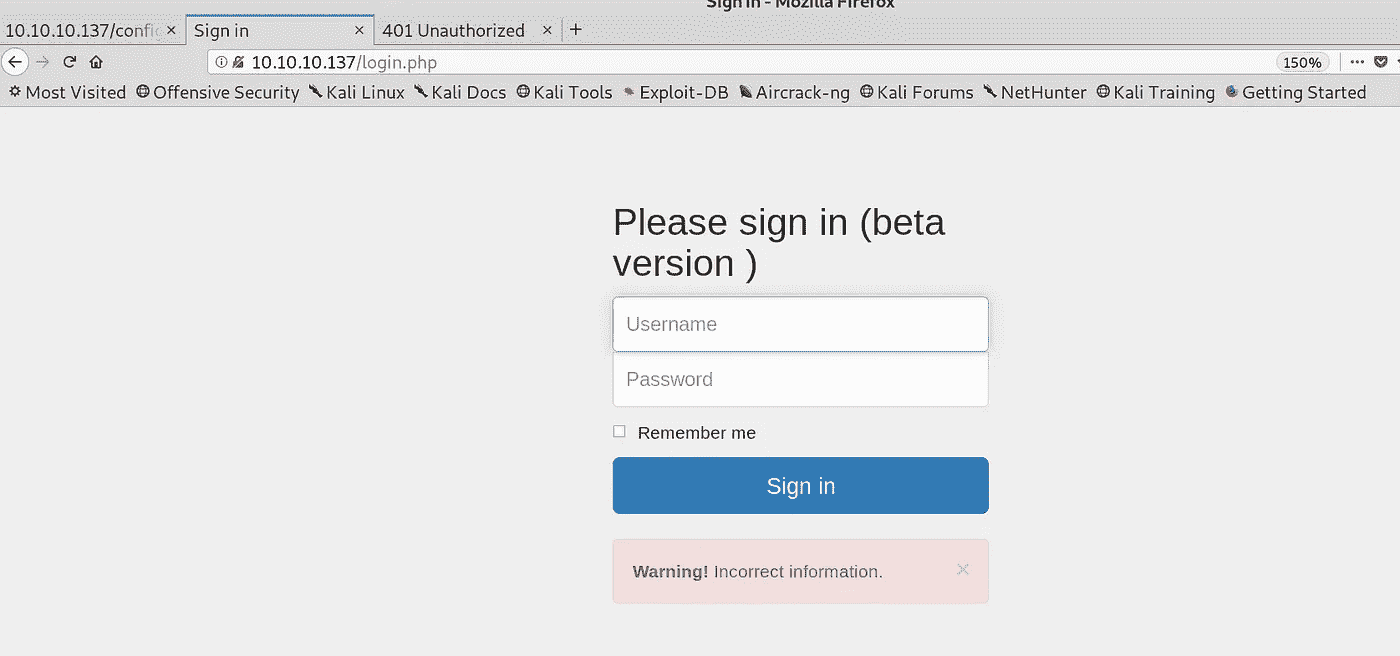 Sign in - Mozilla Firefox
10.10.10.137/config
Sign in
401 Unauthorized
10.10.10.137/login.php
150%
Most Visited Offensive Security Kali Linux Kali Docs Kali Tools Exploit-DB Aircrack-ng Kali Forums NetHunter Kali Training Getting Started
Please sign in (beta
version )
Username
Password
Remember me
Sign in
Warning! Incorrect information.